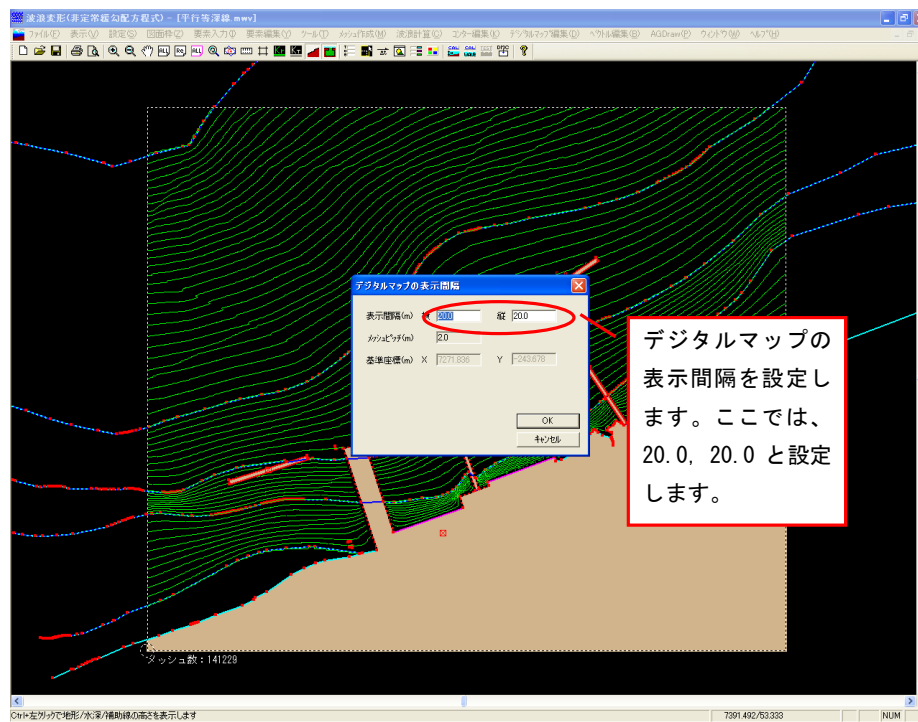 波浪変形(非定常緩勾配方程式) - [平行等深線.mwv]
ファイル(F) 表示(V) 設定(S) 図面枠(Z) 要素入力(I) 要素編集(Y) ツール(T) メッシュ作成(M) 波浪計算(C) コンター編集(K) デジタルマップ編集(D) ベクトル編集(B) AGDraw(P) ウィンドウ(W) ヘルプ(H)
デジタルマップの表示間隔
表示間隔(m) 横 20.0 縦 20.0
メッシュピッチ(m) 2.0
基準座標(m) X 7271.836 Y -243.678
OK
キャンセル
デジタルマップの
表示間隔を設定し
ます。ここでは、
20.0, 20.0 と設定
します。
メッシュ数:141229
Ctrl+左クリックで地形/水深/補助線の高さを表示します 7391.492/53.333 NUM